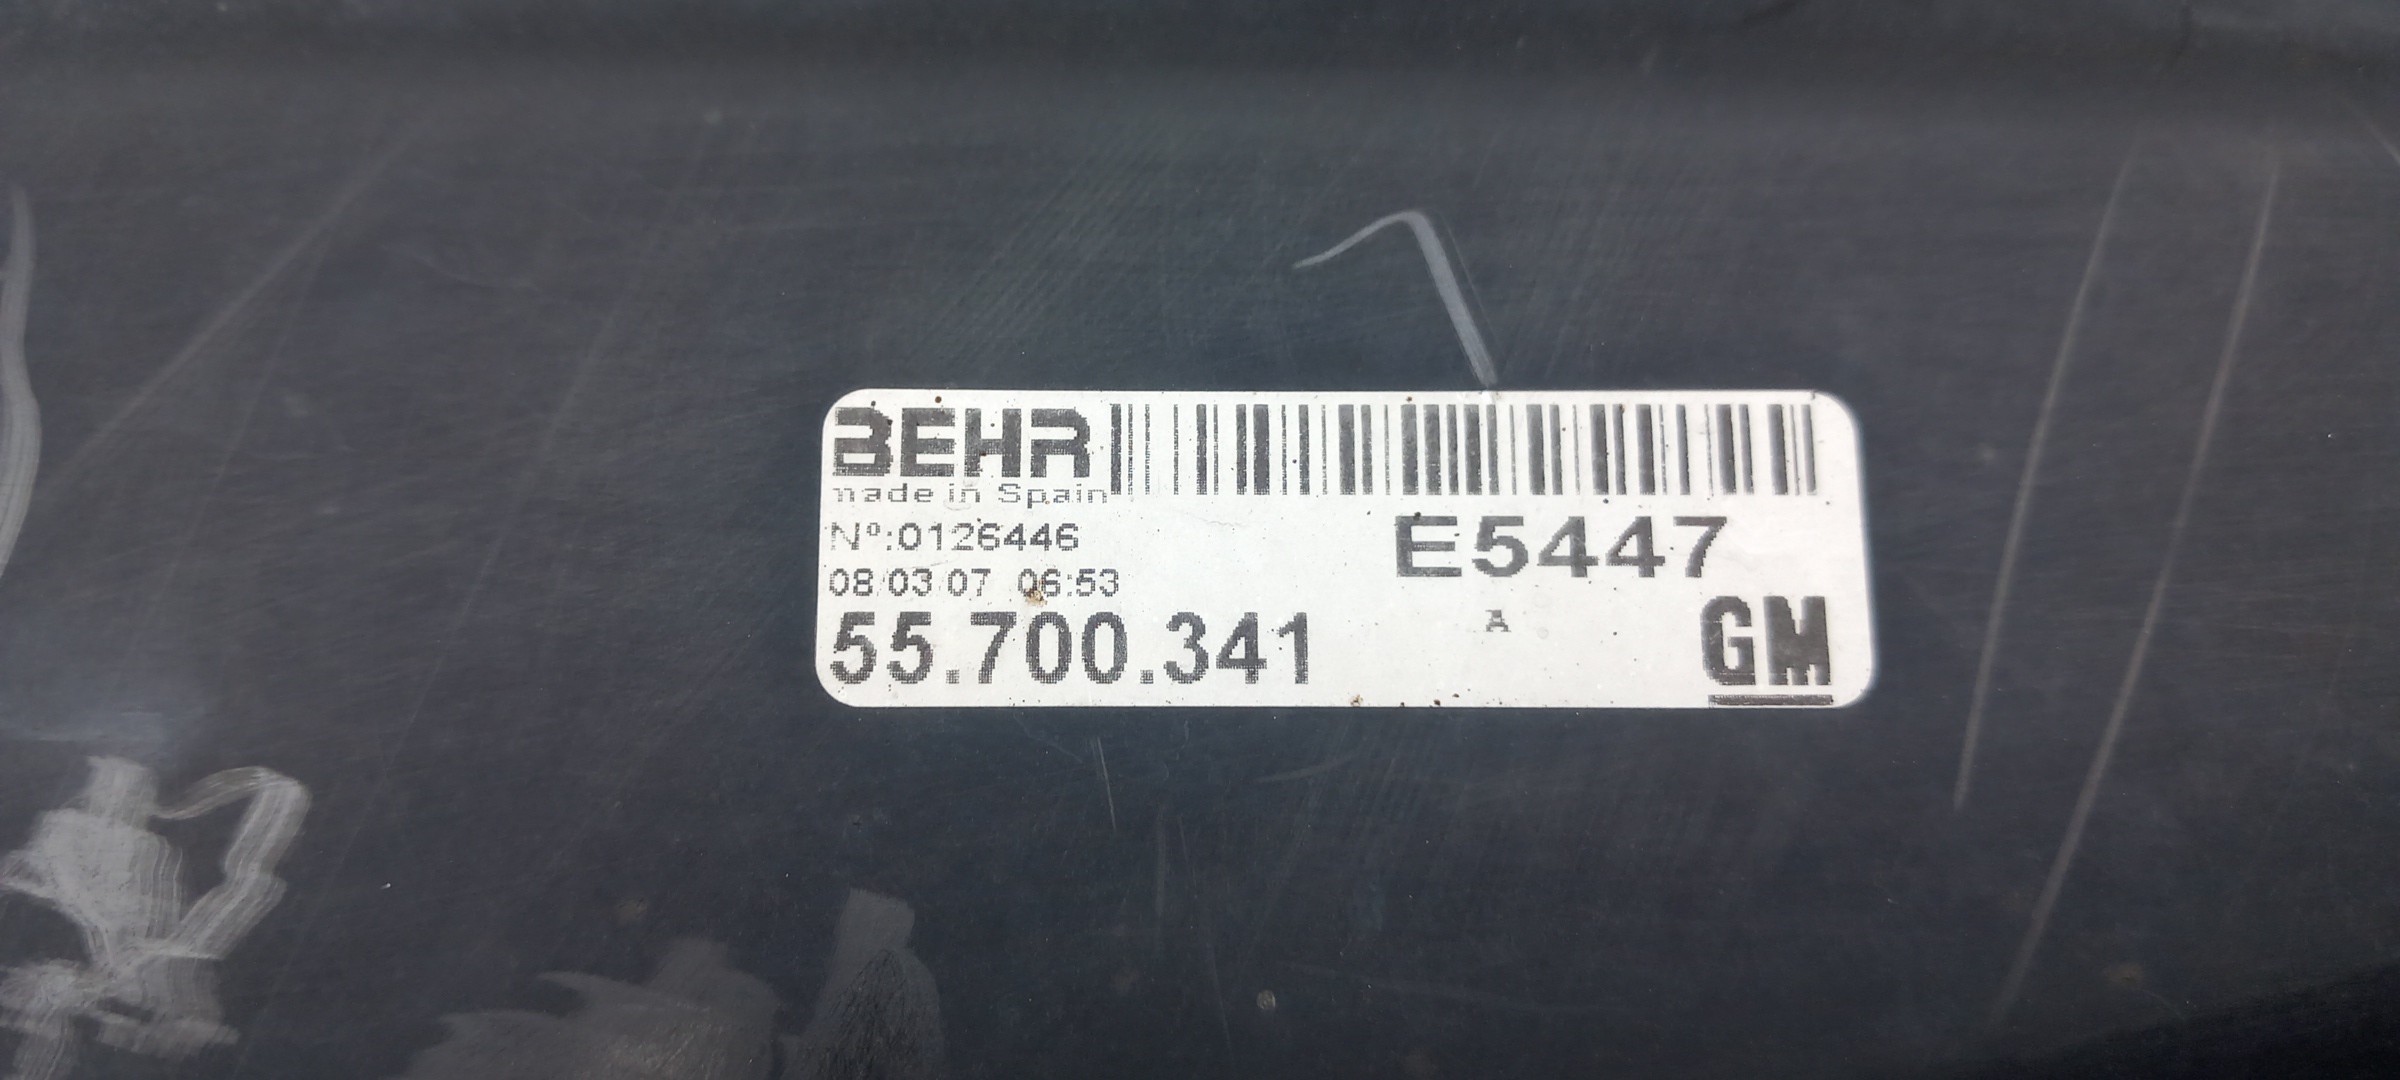 BEHR
made in Spain
Nº:0126446
E5447
08/03/07 06:53
A
55.700.341
GM